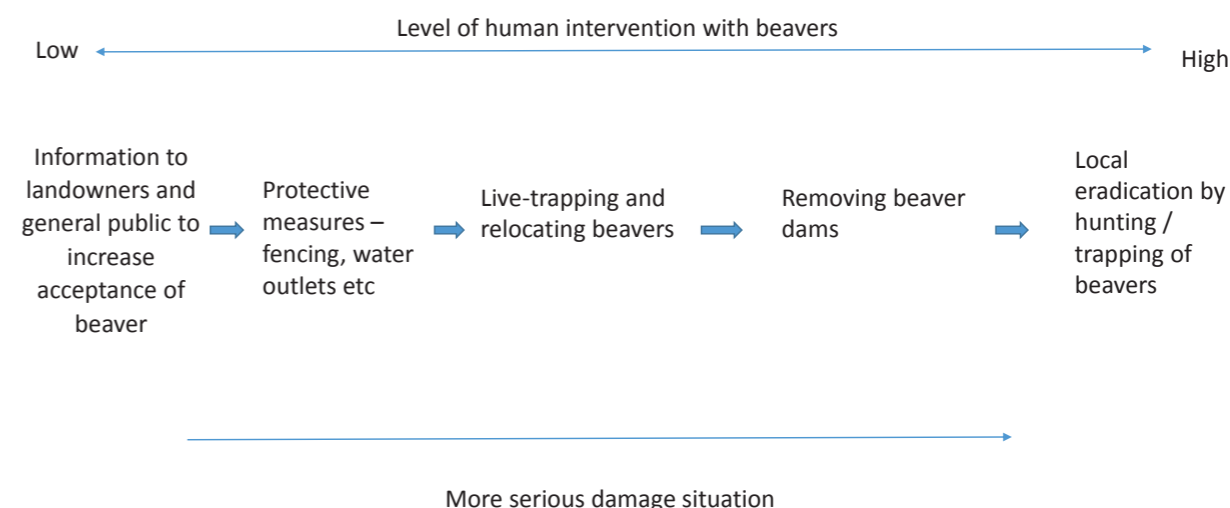 Level of human intervention with beavers
Low
High
Information to
landowners and
general public to
increase
acceptance of
beaver
Protective
measures –
fencing, water
outlets etc
Live-trapping and
relocating beavers
Removing beaver
dams
Local
eradication by
hunting /
trapping of
beavers
More serious damage situation